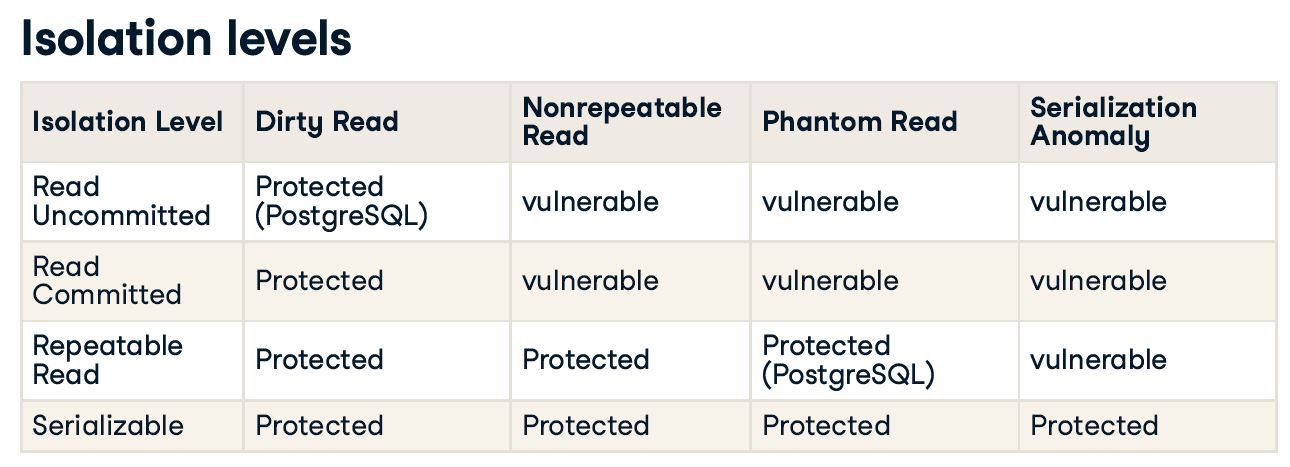 Isolation levels
Isolation Level
Dirty Read
Nonrepeatable
Read
Phantom Read
Serialization
Anomaly
Read
Uncommitted
Protected
(PostgreSQL)
vulnerable
vulnerable
vulnerable
Read
Committed
Protected
vulnerable
vulnerable
vulnerable
Repeatable
Read
Protected
Protected
Protected
(PostgreSQL)
vulnerable
Serializable
Protected
Protected
Protected
Protected